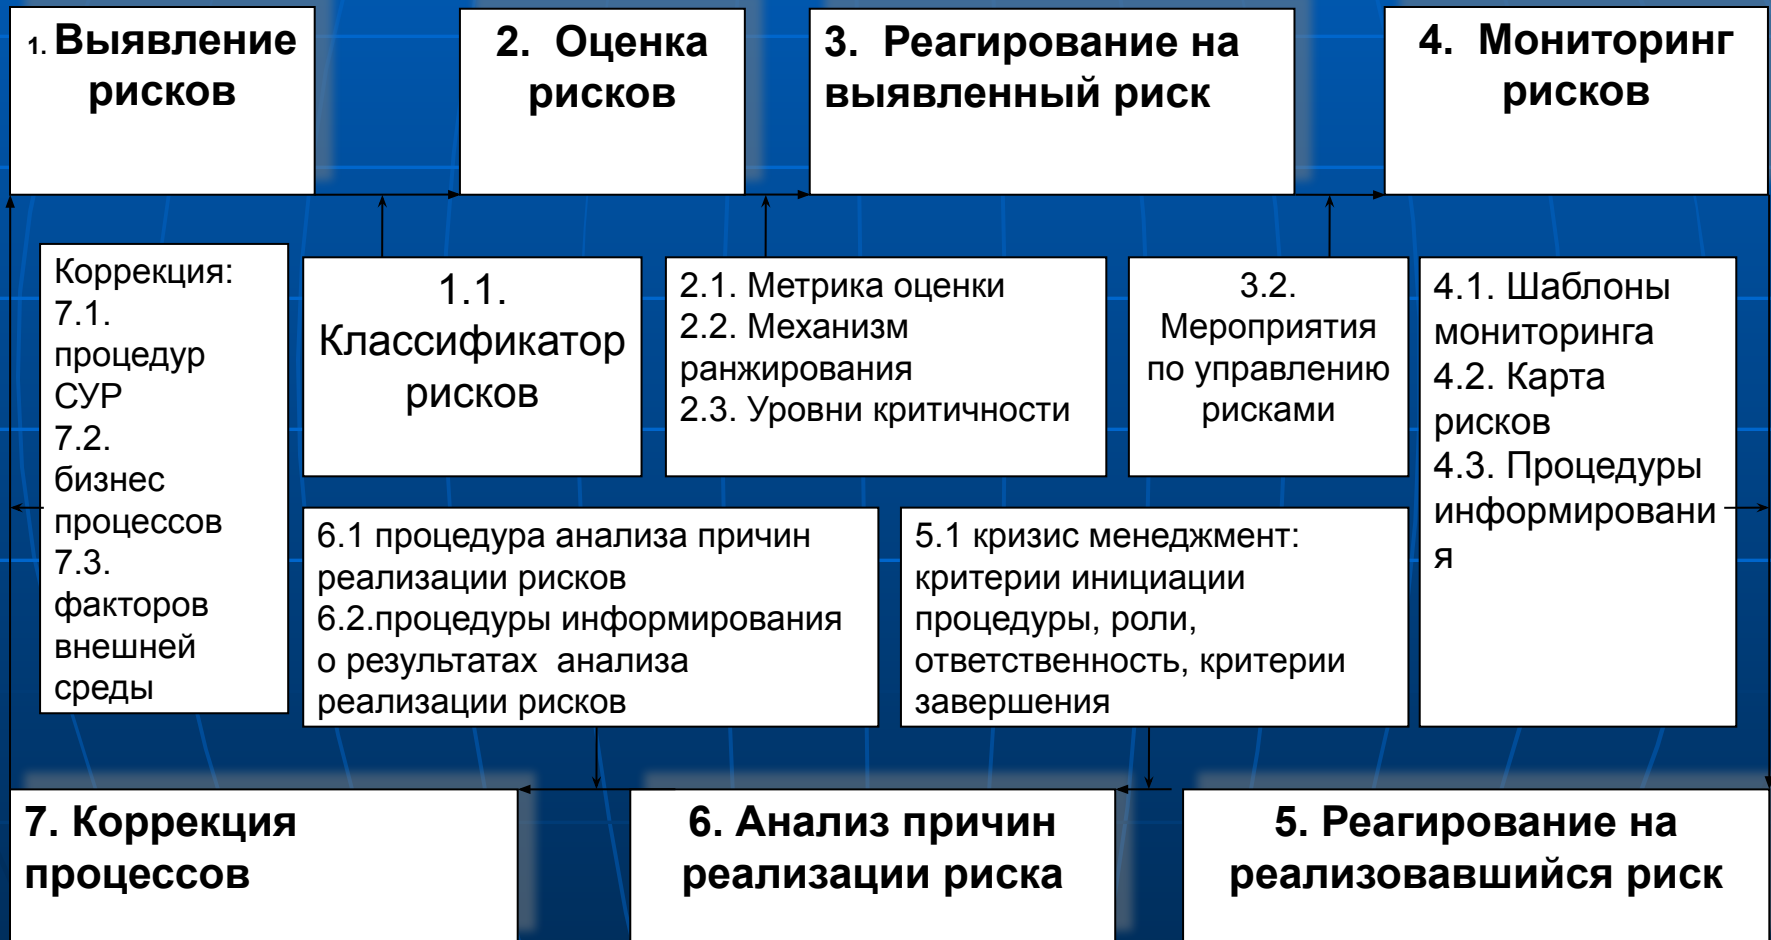 1. Выявление
рисков
2. Оценка
рисков
3. Реагирование на
выявленный риск
4. Мониторинг
рисков
Коррекция:
7.1.
процедур
СУР
7.2.
бизнес
процессов
7.3.
факторов
внешней
среды
1.1.
Классификатор
рисков
2.1. Метрика оценки
2.2. Механизм
ранжирования
2.3. Уровни критичности
3.2.
Мероприятия
по управлению
рисками
4.1. Шаблоны
мониторинга
4.2. Карта
рисков
4.3. Процедуры
информировани
я
6.1 процедура анализа причин
реализации рисков
6.2.процедуры информирования
о результатах анализа
реализации рисков
5.1 кризис менеджмент:
критерии инициации
процедуры, роли,
ответственность, критерии
завершения
7. Коррекция
процессов
6. Анализ причин
реализации риска
5. Реагирование на
реализовавшийся риск